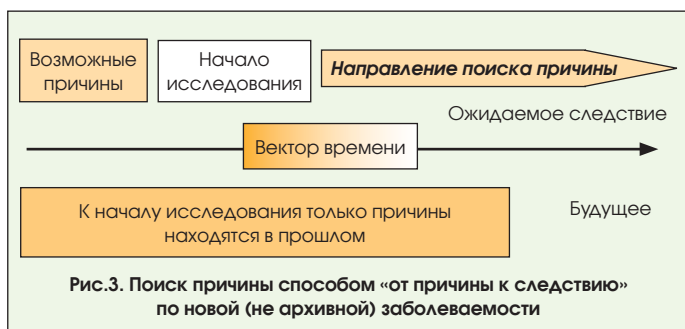 Возможные
причины
Начало
исследования
Направление поиска причины
Ожидаемое следствие
Вектор времени
К началу исследования только причины
находятся в прошлом
Будущее
Рис.3. Поиск причины способом «от причины к следствию»
по новой (не архивной) заболеваемости